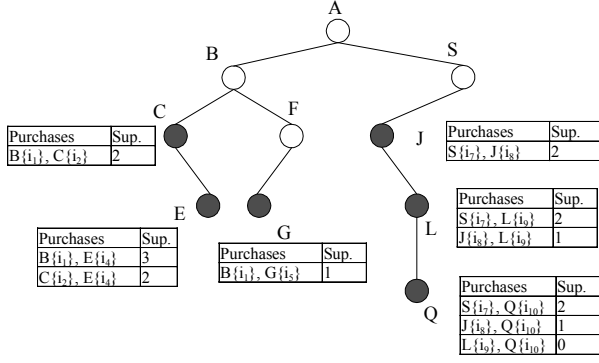 A
B
S
C
F
J
Purchases Sup.
B{i₁}, C{i₂} 2
Purchases Sup.
S{i₇}, J{i₈} 2
E
G
L
Purchases Sup.
S{i₇}, L{i₉} 2
J{i₈}, L{i₉} 1
Purchases Sup.
B{i₁}, E{i₄} 3
C{i₂}, E{i₄} 2
Purchases Sup.
B{i₁}, G{i₅} 1
Q
Purchases Sup.
S{i₇}, Q{i₁₀} 2
J{i₈}, Q{i₁₀} 1
L{i₉}, Q{i₁₀} 0